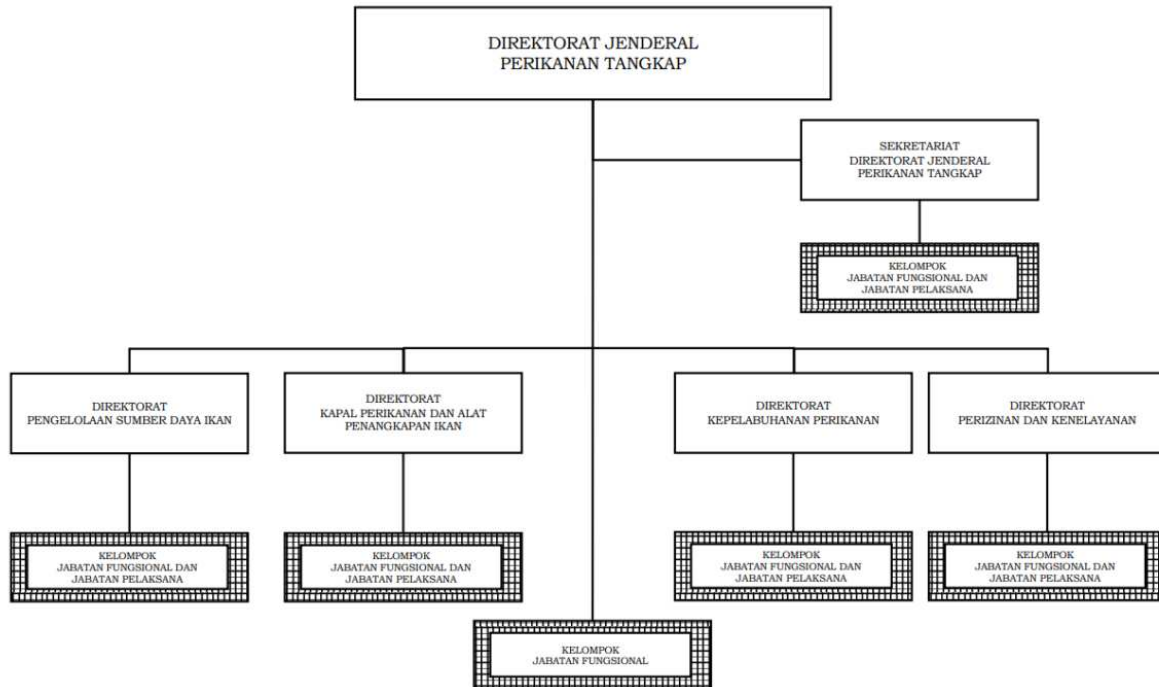 DIREKTORAT JENDERAL
PERIKANAN TANGKAP
SEKRETARIAT
DIREKTORAT JENDERAL
PERIKANAN TANGKAP
KELOMPOK
JABATAN FUNGSIONAL DAN
JABATAN PELAKSANA
DIREKTORAT
PENGELOLAAN SUMBER DAYA IKAN
DIREKTORAT
KAPAL PERIKANAN DAN ALAT
PENANGKAPAN IKAN
DIREKTORAT
KEPELABUHANAN PERIKANAN
DIREKTORAT
PERIZINAN DAN KENELAYANAN
KELOMPOK
JABATAN FUNGSIONAL DAN
JABATAN PELAKSANA
KELOMPOK
JABATAN FUNGSIONAL DAN
JABATAN PELAKSANA
KELOMPOK
JABATAN FUNGSIONAL DAN
JABATAN PELAKSANA
KELOMPOK
JABATAN FUNGSIONAL DAN
JABATAN PELAKSANA
KELOMPOK
JABATAN FUNGSIONAL